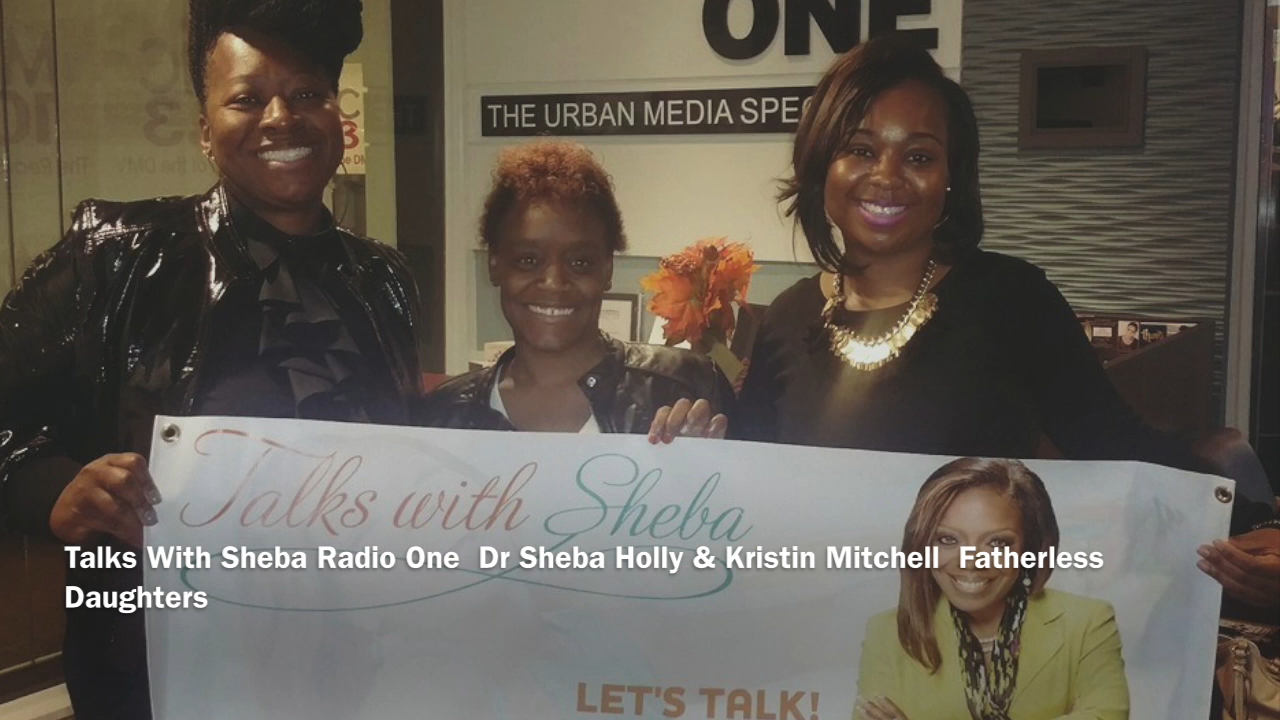 ONE
THE URBAN MEDIA SPEC
Talks with Sheba
Talks With Sheba Radio One  Dr Sheba Holly & Kristin Mitchell  Fatherless
Daughters
LET'S TALK!